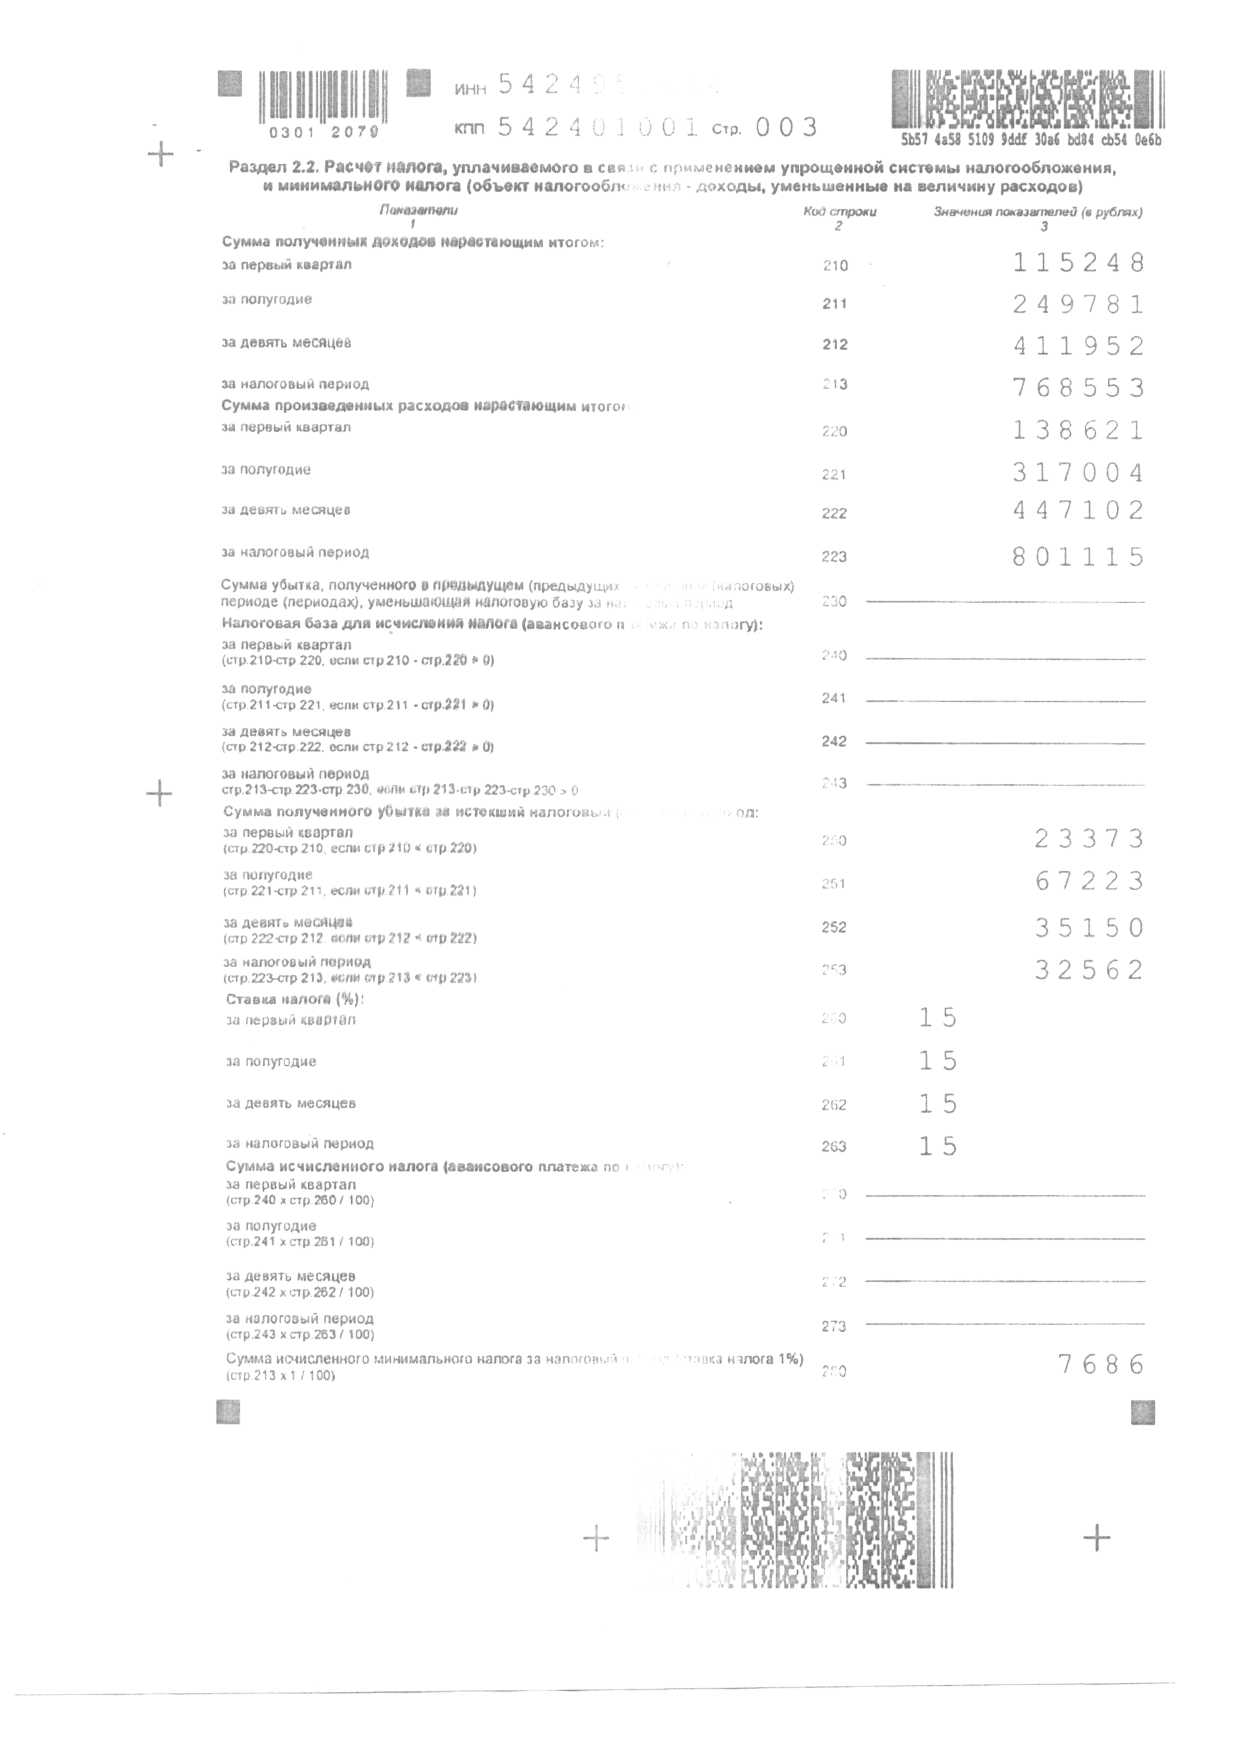 0301 2079
ИНН 5424
КПП 542401001 Стр. 003
5b57 4a58 5109 9ddf 30a6 bd84 cb54 0e6b
Раздел 2.2. Расчет налога, уплачиваемого в связи с применением упрощенной системы налогообложения,
и минимального налога (объект налогообложения - доходы, уменьшенные на величину расходов)
Показатели Код строки Значения показателей (в рублях)
1 2 3
Сумма полученных доходов нарастающим итогом:
за первый квартал 210 115248
за полугодие 211 249781
за девять месяцев 212 411952
за налоговый период 213 768553
Сумма произведенных расходов нарастающим итогом
за первый квартал 220 138621
за полугодие 221 317004
за девять месяцев 222 447102
за налоговый период 223 801115
Сумма убытка, полученного в предыдущем (предыдущих (налоговых)
периоде (периодах), уменьшающая налоговую базу за период 230
Налоговая база для исчисления налога (авансового платежа по налогу):
за первый квартал
(стр.210-стр 220, если стр 210 - стр.220 > 0) 240
за полугодие
(стр.211-стр 221, если стр 211 - стр.221 > 0) 241
за девять месяцев
(стр 212-стр.222, если стр 212 - стр.222 > 0) 242
за налоговый период
стр.213-стр 223-стр.230, если стр 213-стр 223-стр 230 > 0 243
Сумма полученного убытка за истекший налоговый
за первый квартал
(стр.220-стр 210, если стр 210 < стр.220) 250 23373
за полугодие
(стр 221-стр 211, если стр.211 < стр 221) 251 67223
за девять месяцев
(стр 222-стр 212, если стр 212 < стр 222) 252 35150
за налоговый период
(стр.223-стр 213, если стр 213 < стр 223) 253 32562
Ставка налога (%):
за первый квартал 260 15
за полугодие 261 15
за девять месяцев 262 15
за налоговый период 263 15
Сумма исчисленного налога (авансового платежа по налогу):
за первый квартал
(стр 240 x стр 260 / 100) 270
за полугодие
(стр.241 x стр 261 / 100) 271
за девять месяцев
(стр.242 x стр.262 / 100) 272
за налоговый период
(стр.243 x стр.263 / 100) 273
Сумма исчисленного минимального налога за налоговый (ставка налога 1%)
(стр.213 x 1 / 100) 280 7686